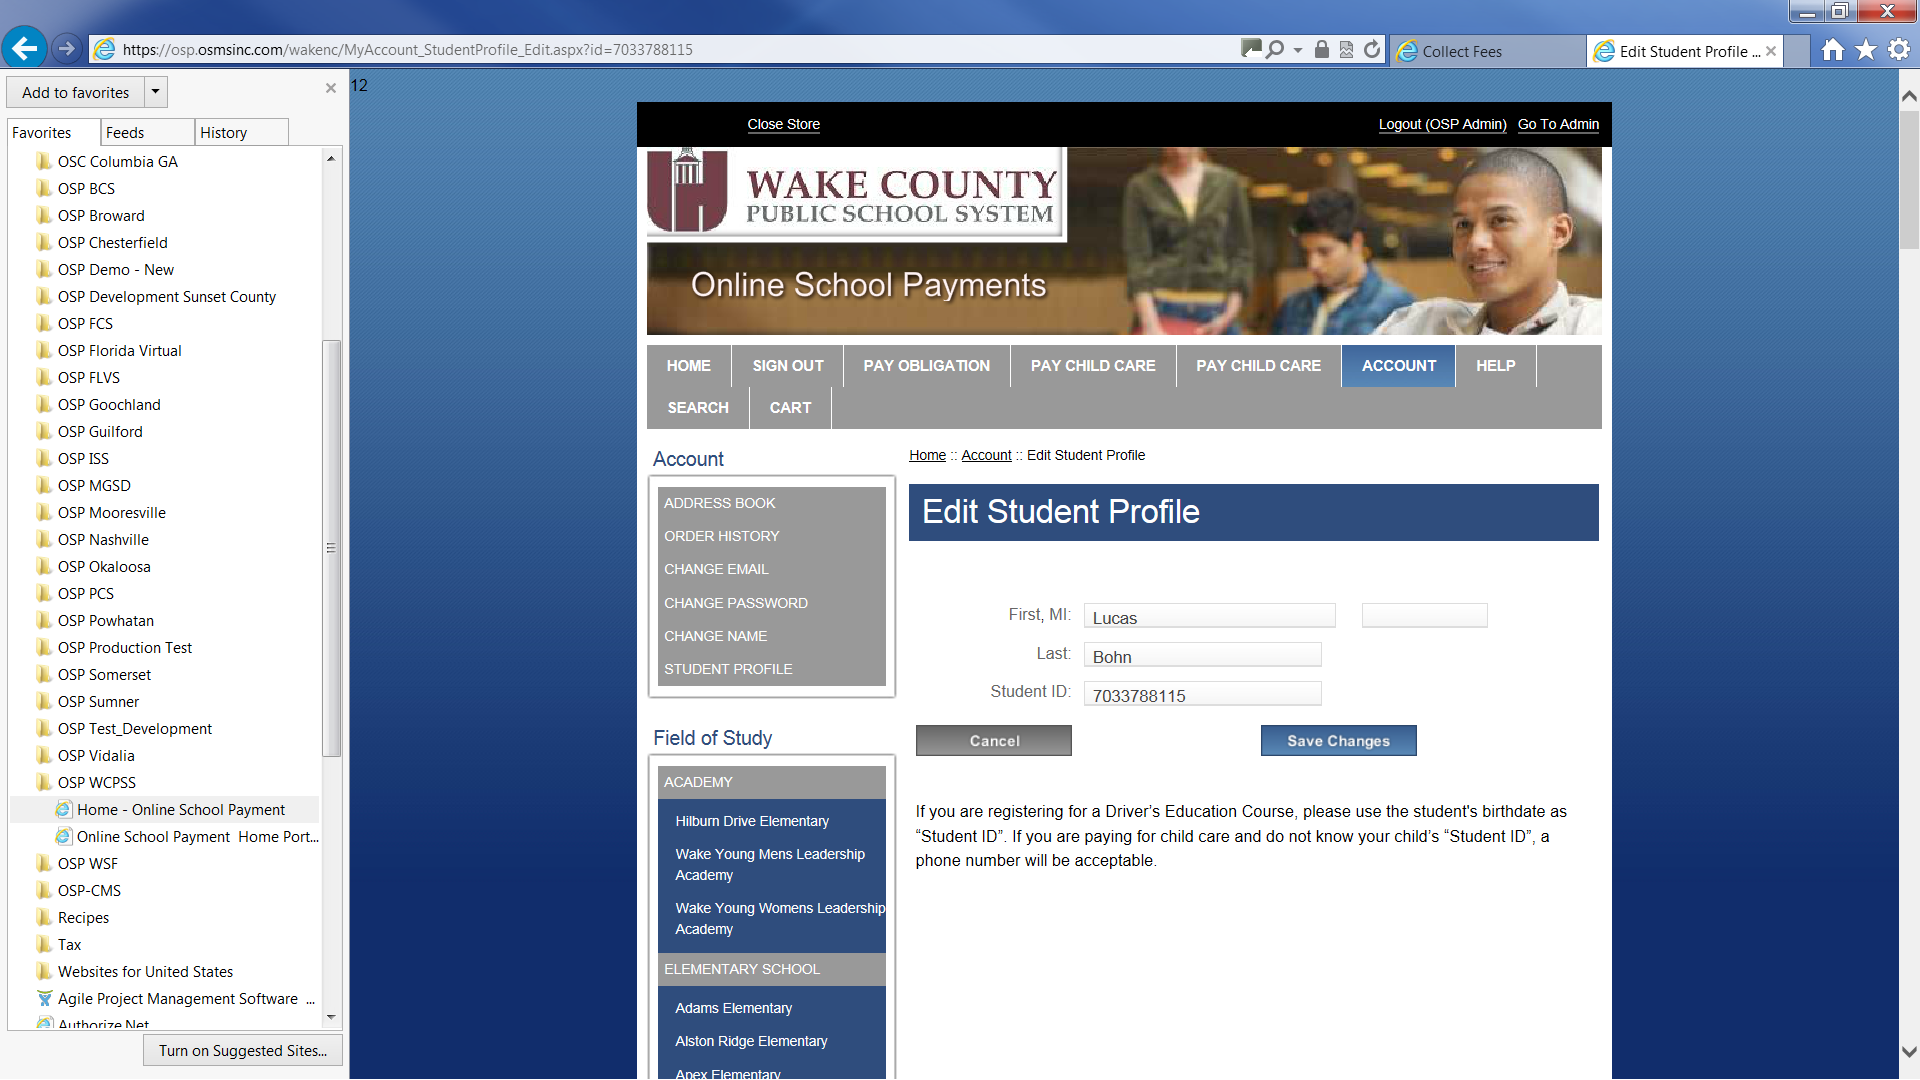 https://osp.osmsinc.com/wakenc/MyAccount_StudentProfile_Edit.aspx?id=7033788115
Collect Fees
Edit Student Profile ...
Add to favorites
Favorites
Feeds
History
OSC Columbia GA
OSP BCS
OSP Broward
OSP Chesterfield
OSP Demo - New
OSP Development Sunset County
OSP FCS
OSP Florida Virtual
OSP FLVS
OSP Goochland
OSP Guilford
OSP ISS
OSP MGSD
OSP Mooresville
OSP Nashville
OSP Okaloosa
OSP PCS
OSP Powhatan
OSP Production Test
OSP Somerset
OSP Sumner
OSP Test_Development
OSP Vidalia
OSP WCPSS
Home - Online School Payment
Online School Payment  Home Port...
OSP WSF
OSP-CMS
Recipes
Tax
Websites for United States
Agile Project Management Software ...
Authorize.Net
Turn on Suggested Sites...
12
Close Store
Logout (OSP Admin)
Go To Admin
WAKE COUNTY
PUBLIC SCHOOL SYSTEM
Online School Payments
HOME
SIGN OUT
PAY OBLIGATION
PAY CHILD CARE
PAY CHILD CARE
ACCOUNT
HELP
SEARCH
CART
Account
ADDRESS BOOK
ORDER HISTORY
CHANGE EMAIL
CHANGE PASSWORD
CHANGE NAME
STUDENT PROFILE
Field of Study
ACADEMY
Hilburn Drive Elementary
Wake Young Mens Leadership
Academy
Wake Young Womens Leadership
Academy
ELEMENTARY SCHOOL
Adams Elementary
Alston Ridge Elementary
Apex Elementary
Home :: Account :: Edit Student Profile
Edit Student Profile
First, MI: Lucas
Last: Bohn
Student ID: 7033788115
Cancel
Save Changes
If you are registering for a Driver’s Education Course, please use the student's birthdate as
“Student ID”. If you are paying for child care and do not know your child’s “Student ID”, a
phone number will be acceptable.